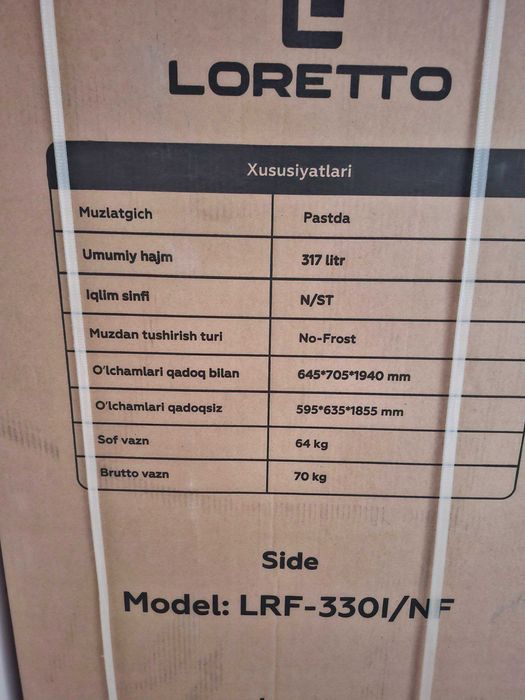 LORETTO
Xususiyatlari
Muzlatgich Pastda
Umumiy hajm 317 litr
Iqlim sinfi N/ST
Muzdan tushirish turi No-Frost
O'lchamlari qadoq bilan 645*705*1940 mm
O'lchamlari qadoqsiz 595*635*1855 mm
Sof vazn 64 kg
Brutto vazn 70 kg
Side
Model: LRF-330I/NF